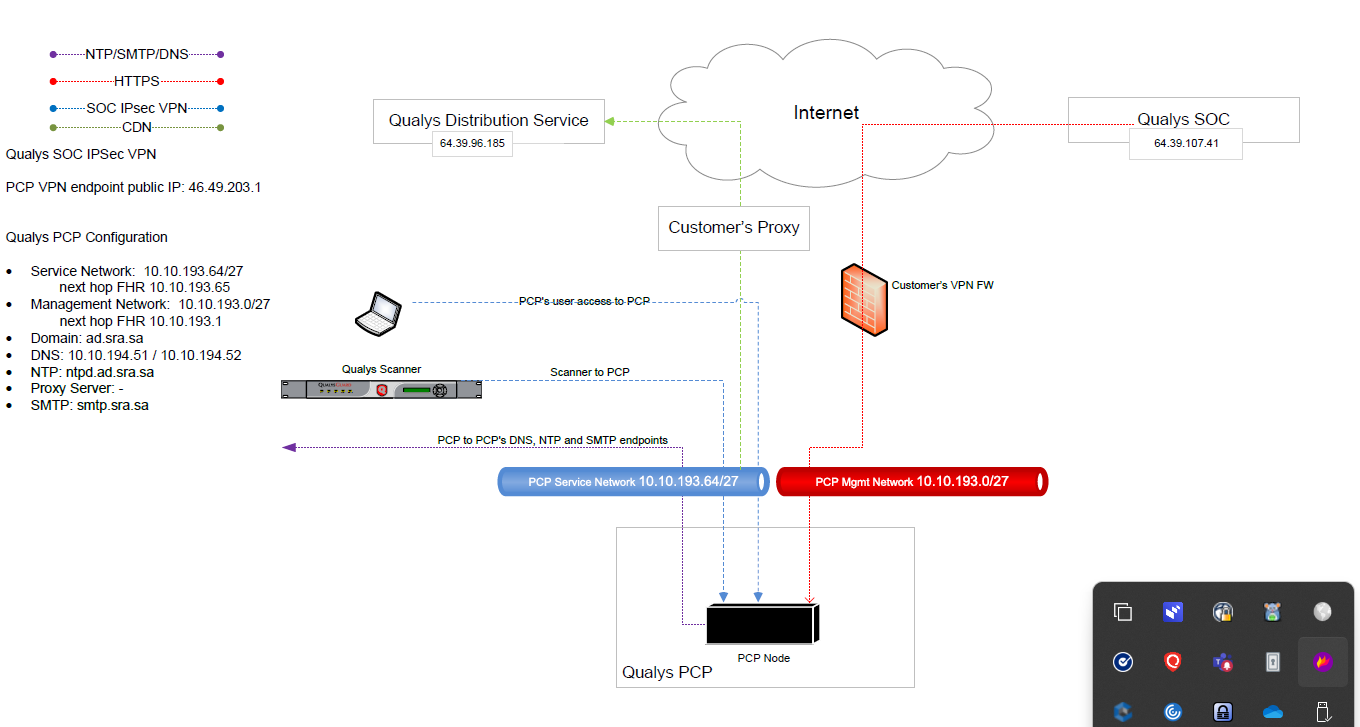 NTP/SMTP/DNS
HTTPS
SOC IPsec VPN
CDN
Qualys SOC IPSec VPN
PCP VPN endpoint public IP: 46.49.203.1
Qualys PCP Configuration
• Service Network: 10.10.193.64/27
next hop FHR 10.10.193.65
• Management Network: 10.10.193.0/27
next hop FHR 10.10.193.1
• Domain: ad.sra.sa
• DNS: 10.10.194.51 / 10.10.194.52
• NTP: ntpd.ad.sra.sa
• Proxy Server: -
• SMTP: smtp.sra.sa
Qualys Distribution Service
64.39.96.185
Internet
Qualys SOC
64.39.107.41
Customer's Proxy
Customer's VPN FW
PCP's user access to PCP
Qualys Scanner
Scanner to PCP
PCP to PCP's DNS, NTP and SMTP endpoints
PCP Service Network 10.10.193.64/27
PCP Mgmt Network 10.10.193.0/27
PCP Node
Qualys PCP